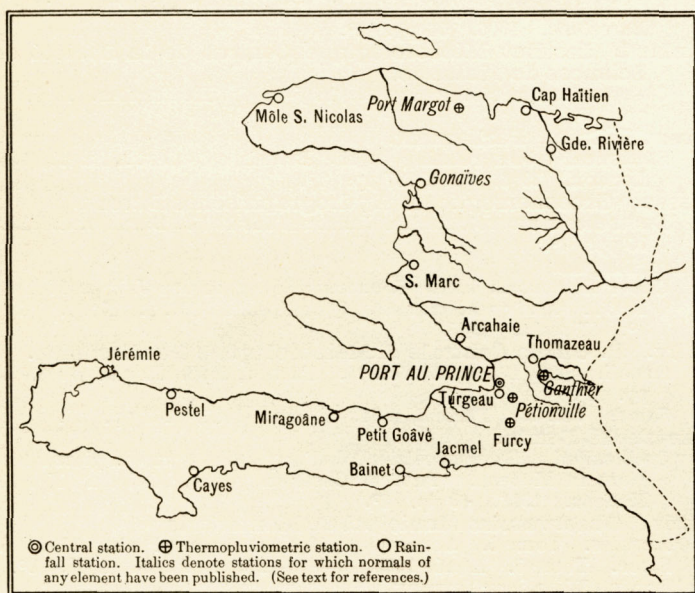 Môle S. Nicolas
Port Margot
Cap Haïtien
Gde. Rivière
Gonaïves
S. Marc
Arcahaie
Thomazeau
Jérémie
PORT AU PRINCE
Ganthier
Turgeau
Pestel
Pétionville
Miragoâne
Petit Goâve
Furcy
Jacmel
Bainet
Cayes
Central station. Thermopluviometric station. Rain-
fall station. Italics denote stations for which normals of
any element have been published. (See text for references.)